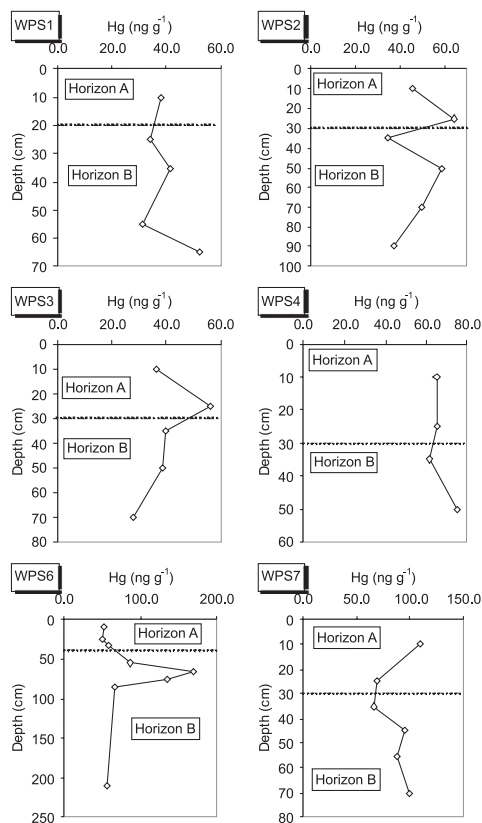 WPS1
Hg (ng g-1)
0.0 20.0 40.0 60.0
0
10
20
30
40
50
60
70
Depth (cm)
Horizon A
Horizon B
WPS2
Hg (ng g-1)
0.0 20.0 40.0 60.0
0
10
20
30
40
50
60
70
80
90
100
Depth (cm)
Horizon A
Horizon B
WPS3
Hg (ng g-1)
0.0 20.0 40.0 60.0
0
10
20
30
40
50
60
70
80
Depth (cm)
Horizon A
Horizon B
WPS4
Hg (ng g-1)
0.0 20.0 40.0 60.0 80.0
0
10
20
30
40
50
60
Depth (cm)
Horizon A
Horizon B
WPS6
Hg (ng g-1)
0.0 100.0 200.0
0
50
100
150
200
250
Depth (cm)
Horizon A
Horizon B
WPS7
Hg (ng g-1)
0.0 50.0 100.0 150.0
0
10
20
30
40
50
60
70
80
Depth (cm)
Horizon A
Horizon B